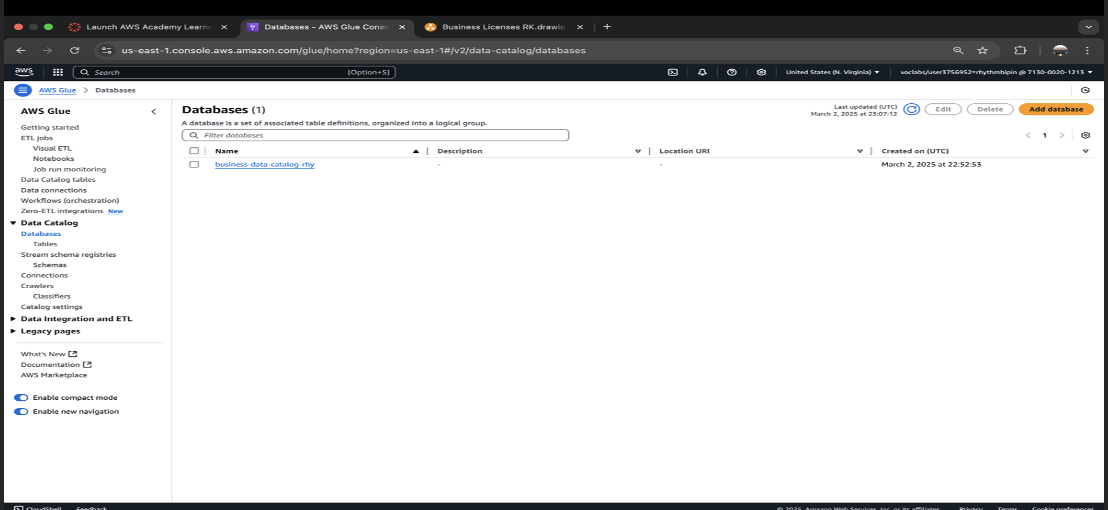 Launch AWS Academy Learn
Databases - AWS Glue Conso
Business Licenses RK.drawio
us-east-1.console.aws.amazon.com/glue/home?region=us-east-1#/v2/data-catalog/databases
aws
Search
[Option+S]
United States (N. Virginia)
voclabs/user3756952=rhythmbipin @ 7130-0020-1213
AWS Glue > Databases
AWS Glue
Getting started
ETL jobs
Visual ETL
Notebooks
Job run monitoring
Data Catalog tables
Data connections
Workflows (orchestration)
Zero-ETL integrations New
Data Catalog
Databases
Tables
Stream schema registries
Schemas
Connections
Crawlers
Classifiers
Catalog settings
Data Integration and ETL
Legacy pages
What's New
Documentation
AWS Marketplace
Enable compact mode
Enable new navigation
Databases (1)
Last updated (UTC)
March 2, 2025 at 23:07:12
Edit
Delete
Add database
A database is a set of associated table definitions, organized into a logical group.
Filter databases
1
Name
Description
Location URI
Created on (UTC)
business-data-catalog-rhy
-
-
March 2, 2025 at 22:52:53
CloudShell
Feedback
© 2025, Amazon Web Services, Inc. or its affiliates.
Privacy
Terms
Cookie preferences